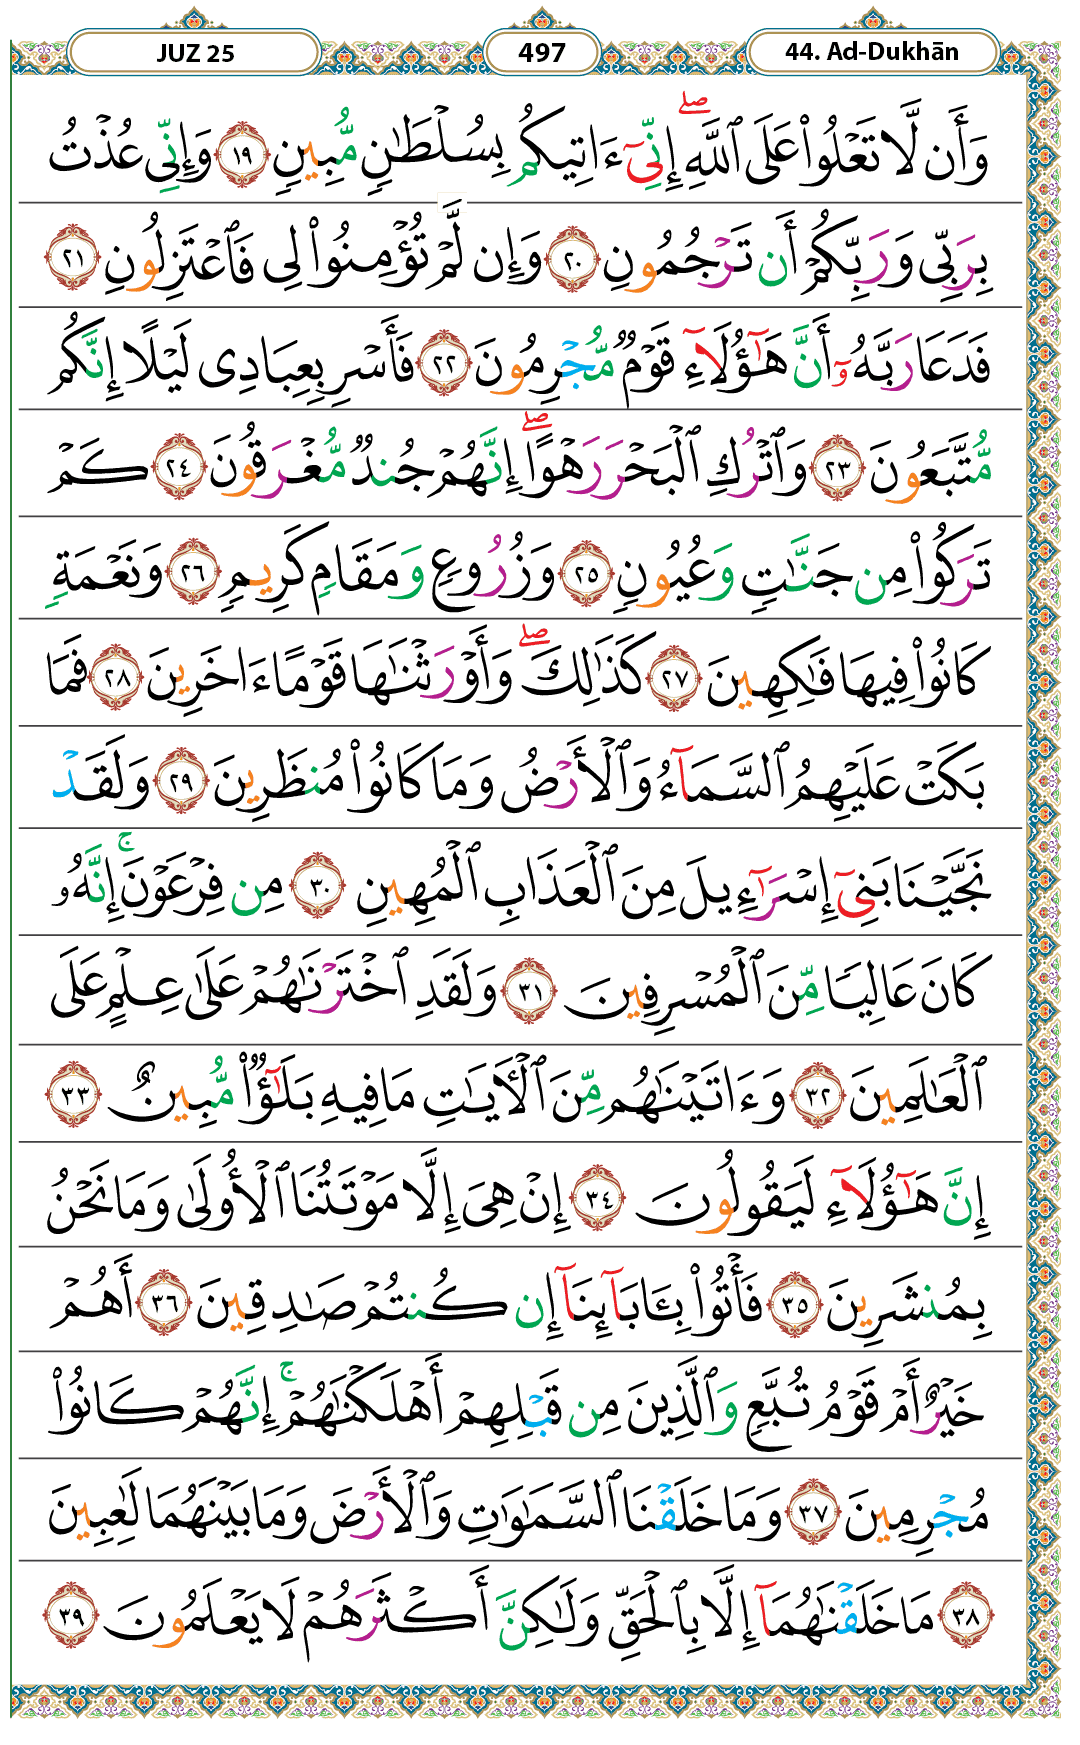 JUZ 25 497 44. Ad-Dukhān
وَأَن لَّا تَعْلُوا۟ عَلَى ٱللَّهِ ۖ إِنِّىٓ ءَاتِيكُم بِسُلْطَـٰنٍ مُّبِينٍ ١٩ وَإِنِّى عُذْتُ
بِرَبِّى وَرَبِّكُمْ أَن تَرْجُمُونِ ٢٠ وَإِن لَّمْ تُؤْمِنُوا۟ لِى فَٱعْتَزِلُونِ ٢١
فَدَعَا رَبَّهُۥٓ أَنَّ هَـٰٓؤُلَآءِ قَوْمٌ مُّجْرِمُونَ ٢٢ فَأَسْرِ بِعِبَادِى لَيْلًا إِنَّكُم
مُّتَّبَعُونَ ٢٣ وَٱتْرُكِ ٱلْبَحْرَ رَهْوًا ۖ إِنَّهُمْ جُندٌ مُّغْرَقُونَ ٢٤ كَمْ
تَرَكُوا۟ مِن جَنَّـٰتٍ وَعُيُونٍ ٢٥ وَزُرُوعٍ وَمَقَامٍ كَرِيمٍ ٢٦ وَنَعْمَةٍ
كَانُوا۟ فِيهَا فَـٰكِهِينَ ٢٧ كَذَٰلِكَ ۖ وَأَوْرَثْنَـٰهَا قَوْمًا ءَاخَرِينَ ٢٨ فَمَا
بَكَتْ عَلَيْهِمُ ٱلسَّمَآءُ وَٱلْأَرْضُ وَمَا كَانُوا۟ مُنظَرِينَ ٢٩ وَلَقَدْ
نَجَّيْنَا بَنِىٓ إِسْرَٰٓءِيلَ مِنَ ٱلْعَذَابِ ٱلْمُهِينِ ٣٠ مِن فِرْعَوْنَ ۚ إِنَّهُۥ
كَانَ عَالِيًا مِّنَ ٱلْمُسْرِفِينَ ٣١ وَلَقَدِ ٱخْتَرْنَـٰهُمْ عَلَىٰ عِلْمٍ عَلَى
ٱلْعَـٰلَمِينَ ٣٢ وَءَاتَيْنَـٰهُم مِّنَ ٱلْـَٔايَـٰتِ مَا فِيهِ بَلَـٰٓؤٌا۟ مُّبِينٌ ٣٣
إِنَّ هَـٰٓؤُلَآءِ لَيَقُولُونَ ٣٤ إِنْ هِىَ إِلَّا مَوْتَتُنَا ٱلْأُولَىٰ وَمَا نَحْنُ
بِمُنشَرِينَ ٣٥ فَأْتُوا۟ بِـَٔابَآئِنَآ إِن كُنتُمْ صَـٰدِقِينَ ٣٦ أَهُمْ
خَيْرٌ أَمْ قَوْمُ تُبَّعٍ وَٱلَّذِينَ مِن قَبْلِهِمْ أَهْلَكْنَـٰهُمْ ۚ إِنَّهُمْ كَانُوا۟
مُجْرِمِينَ ٣٧ وَمَا خَلَقْنَا ٱلسَّمَـٰوَٰتِ وَٱلْأَرْضَ وَمَا بَيْنَهُمَا لَـٰعِبِينَ
٣٨ مَا خَلَقْنَـٰهُمَآ إِلَّا بِٱلْحَقِّ وَلَـٰكِنَّ أَكْثَرَهُمْ لَا يَعْلَمُونَ ٣٩